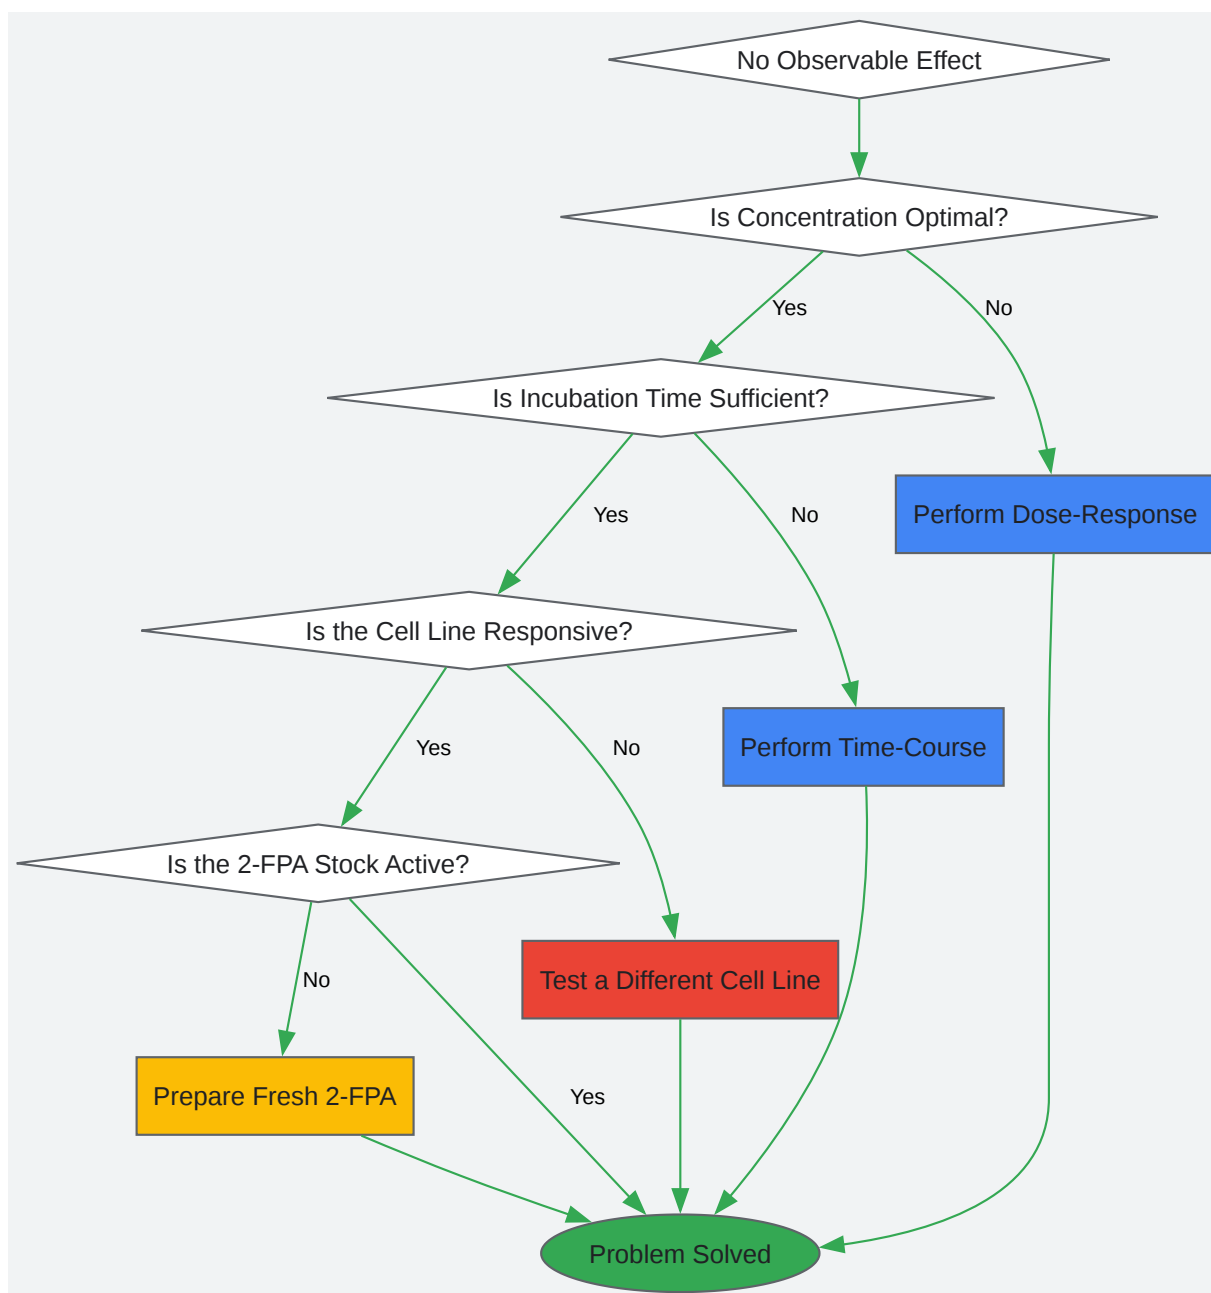 No Observable Effect
Is Concentration Optimal?
Yes
No
Is Incubation Time Sufficient?
Yes
No
Perform Dose-Response
Is the Cell Line Responsive?
Yes
No
Perform Time-Course
Is the 2-FPA Stock Active?
No
Test a Different Cell Line
Prepare Fresh 2-FPA
Yes
Problem Solved